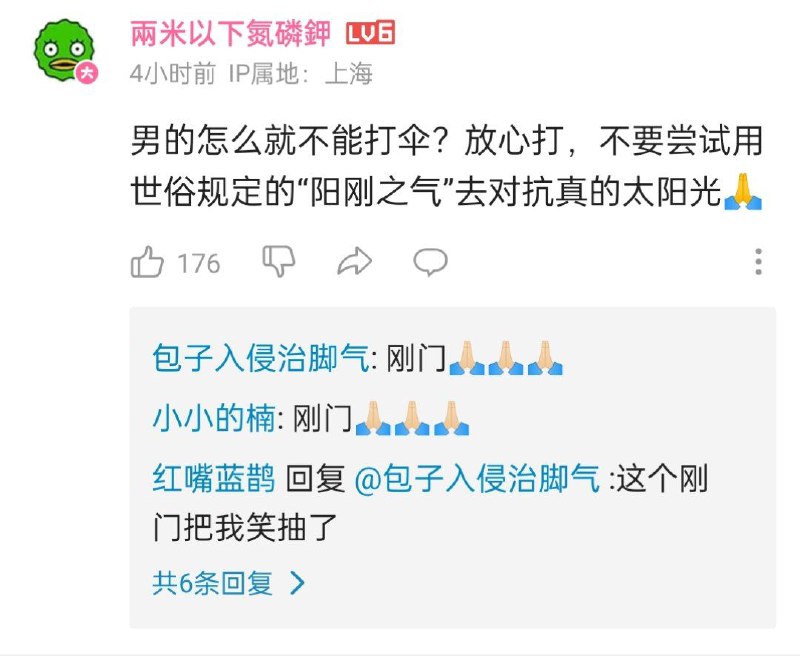 兩米以下氮磷鉀 LV6
大
4小时前 IP属地：上海
男的怎么就不能打伞？放心打，不要尝试用
世俗规定的“阳刚之气”去对抗真的太阳光🙏
176
包子入侵治脚气: 刚门🙏🏻🙏🏻🙏🏻
小小的楠: 刚门🙏🏻🙏🏻🙏🏻
红嘴蓝鹊 回复 @包子入侵治脚气 :这个刚
门把我笑抽了
共6条回复 >